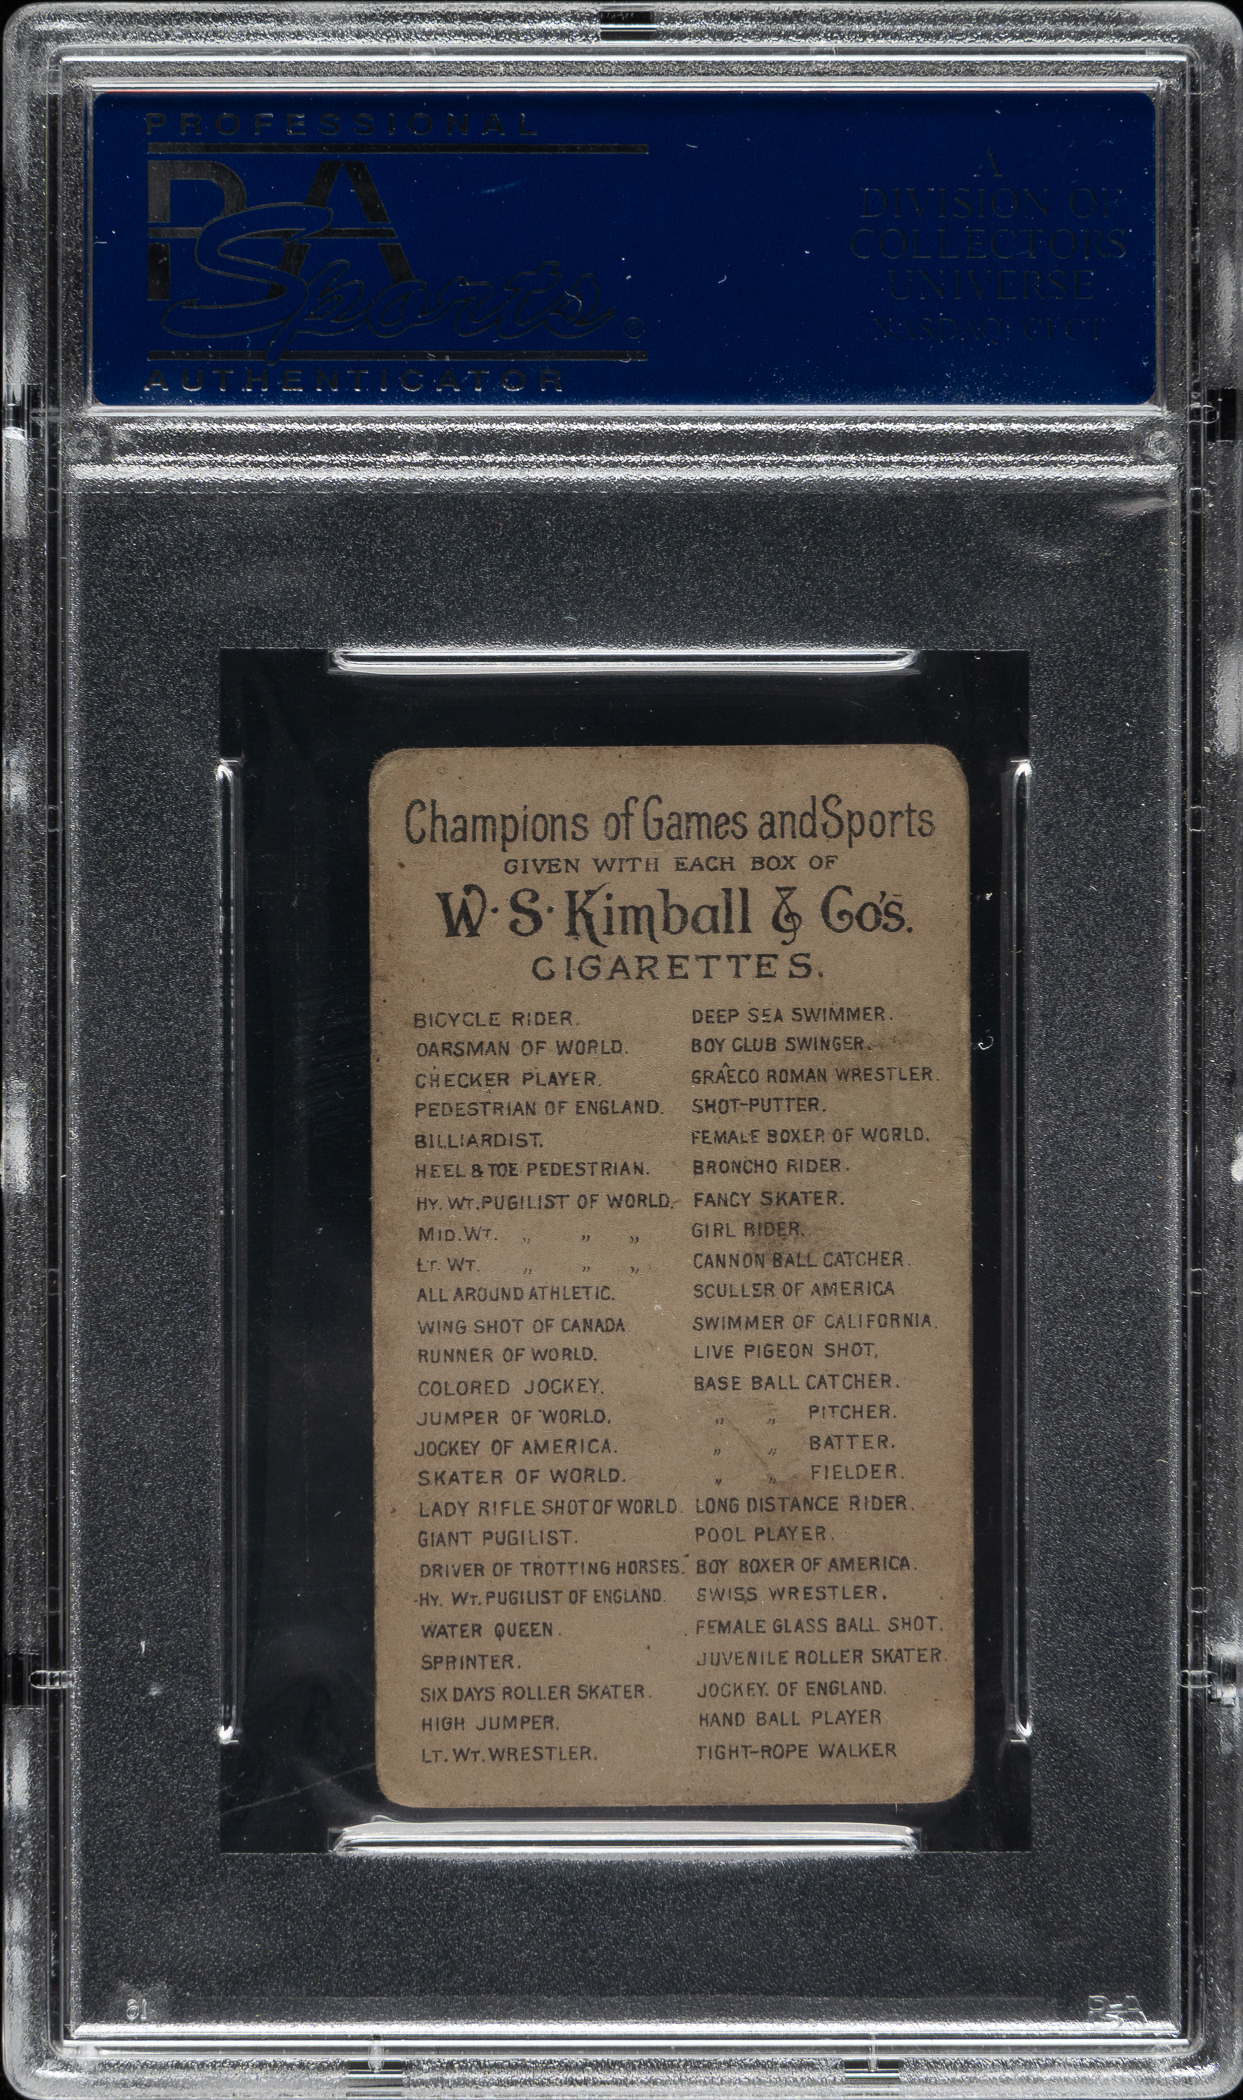 PROFESSIONAL
PSA
Sports®
AUTHENTICATOR
A
DIVISION OF
COLLECTORS
UNIVERSE
NASDAQ: CLCT
Champions of Games and Sports
GIVEN WITH EACH BOX OF
W·S·Kimball & Co's.
CIGARETTES.
BICYCLE RIDER.
OARSMAN OF WORLD.
CHECKER PLAYER.
PEDESTRIAN OF ENGLAND.
BILLIARDIST.
HEEL & TOE PEDESTRIAN.
HY. WT. PUGILIST OF WORLD.
MID. WT. „ „ „
LT. WT. „ „ „
ALL AROUND ATHLETIC.
WING SHOT OF CANADA
RUNNER OF WORLD.
COLORED JOCKEY.
JUMPER OF WORLD.
JOCKEY OF AMERICA.
SKATER OF WORLD.
LADY RIFLE SHOT OF WORLD.
GIANT PUGILIST.
DRIVER OF TROTTING HORSES.
HY. WT. PUGILIST OF ENGLAND.
WATER QUEEN.
SPRINTER.
SIX DAYS ROLLER SKATER.
HIGH JUMPER.
LT. WT. WRESTLER.
DEEP SEA SWIMMER.
BOY CLUB SWINGER.
GRAECO ROMAN WRESTLER.
SHOT-PUTTER.
FEMALE BOXER OF WORLD.
BRONCHO RIDER.
FANCY SKATER.
GIRL RIDER.
CANNON BALL CATCHER.
SCULLER OF AMERICA
SWIMMER OF CALIFORNIA.
LIVE PIGEON SHOT.
BASE BALL CATCHER.
„ „ PITCHER.
„ „ BATTER.
„ „ FIELDER.
LONG DISTANCE RIDER.
POOL PLAYER.
BOY BOXER OF AMERICA.
SWISS WRESTLER.
FEMALE GLASS BALL SHOT.
JUVENILE ROLLER SKATER.
JOCKEY. OF ENGLAND.
HAND BALL PLAYER
TIGHT-ROPE WALKER
PSA